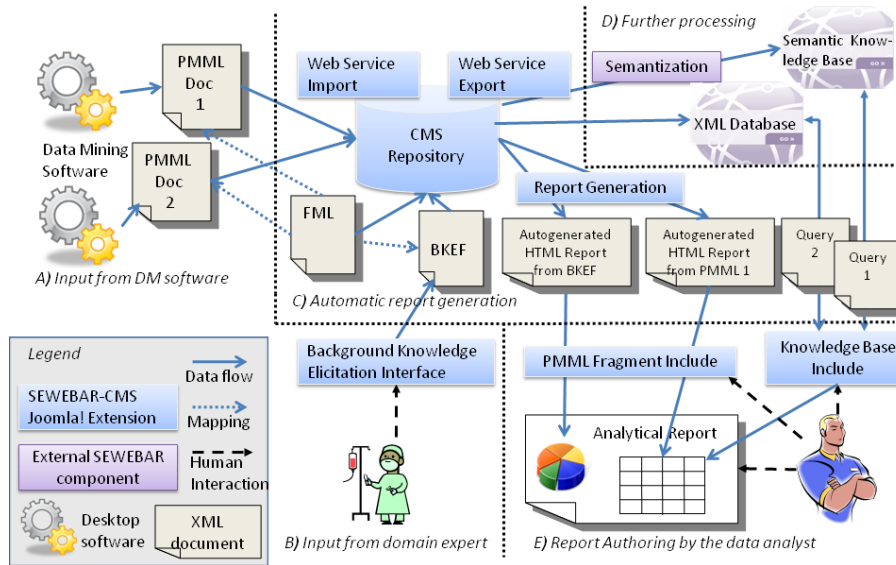 D) Further processing
PMML
Doc
1
Web Service
Import
Web Service
Export
Semantization
Semantic Know-
ledge Base
GO
CMS
Repository
XML Database
GO
Data Mining
Software
PMML
Doc
2
Report Generation
FML
BKEF
Autogenerated
HTML Report
from BKEF
Autogenerated
HTML Report
from PMML 1
Query
2
Query
1
A) Input from DM software
C) Automatic report generation
Legend
Data flow
SEWEBAR-CMS
Joomla! Extension
Mapping
External SEWEBAR
component
Human
Interaction
Desktop
software
XML
document
Background Knowledge
Elicitation Interface
PMML Fragment Include
Knowledge Base
Include
Analytical Report
B) Input from domain expert
E) Report Authoring by the data analyst